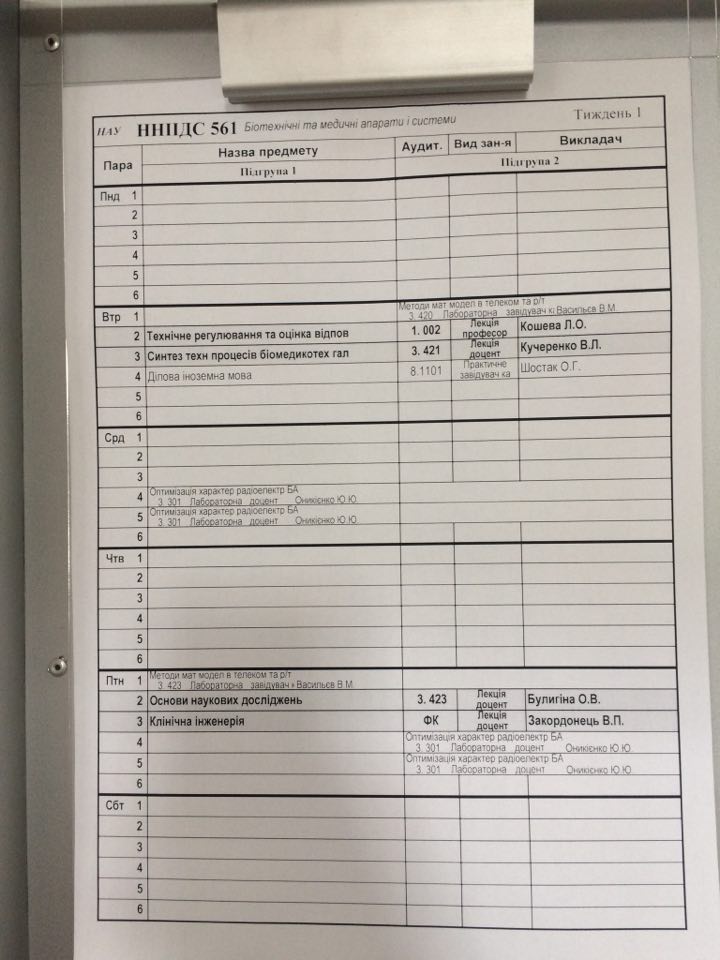 НАУ ННІДС 561 Біотехнічні та медичні апарати і системи Тиждень 1
Пара Назва предмету Аудит. Вид зан-я Викладач
Підгрупа 1 Підгрупа 2
Пнд 1
2
3
4
5
6
Втр 1 Методи мат модел в телеком та р/т
3. 420 Лабораторна завідувач к Васильєв В.М.
2 Технічне регулювання та оцінка відпов 1. 002 Лекція професор Кошева Л.О.
3 Синтез техн процесів біомедикотех гал 3. 421 Лекція доцент Кучеренко В.Л.
4 Ділова іноземна мова 8.1101 Практичне завідувач ка Шостак О.Г.
5
6
Срд 1
2
3
4 Оптимізація характер радіоелектр БА
3. 301 Лабораторна доцент Оникієнко Ю.Ю.
5 Оптимізація характер радіоелектр БА
3. 301 Лабораторна доцент Оникієнко Ю.Ю.
6
Чтв 1
2
3
4
5
6
Птн 1 Методи мат модел в телеком та р/т
3. 423 Лабораторна завідувач Васильєв В.М.
2 Основи наукових досліджень 3. 423 Лекція доцент Булигіна О.В.
3 Клінічна інженерія ФК Лекція доцент Закордонець В.П.
4 Оптимізація характер радіоелектр БА
3. 301 Лабораторна доцент Оникієнко Ю.Ю.
5 Оптимізація характер радіоелектр БА
3. 301 Лабораторна доцент Оникієнко Ю.Ю.
6
Сбт 1
2
3
4
5
6